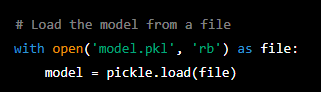 # Load the model from a file
with open('model.pkl', 'rb') as file:
    model = pickle.load(file)